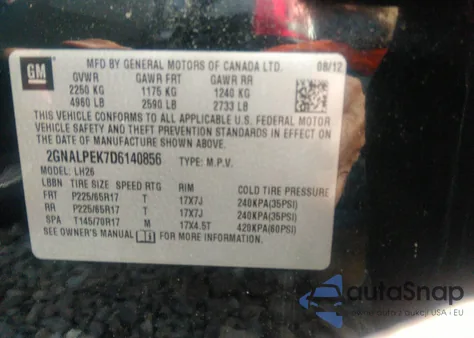 GM
MFD BY GENERAL MOTORS OF CANADA LTD. 08/12
GVWR GAWR FRT GAWR RR
2250 KG 1175 KG 1240 KG
4960 LB 2590 LB 2733 LB
THIS VEHICLE CONFORMS TO ALL APPLICABLE U.S. FEDERAL MOTOR
VEHICLE SAFETY AND THEFT PREVENTION STANDARDS IN EFFECT ON
THE DATE OF MANUFACTURE SHOWN ABOVE.
2GNALPEK7D6140856 TYPE: M.P.V.
MODEL: LH26
LBBN TIRE SIZE SPEED RTG RIM COLD TIRE PRESSURE
FRT P225/65R17 T 17X7J 240KPA(35PSI)
RR P225/65R17 T 17X7J 240KPA(35PSI)
SPA T145/70R17 M 17X4.5T 420KPA(60PSI)
SEE OWNER'S MANUAL FOR MORE INFORMATION.
autoSnap
USA i EU